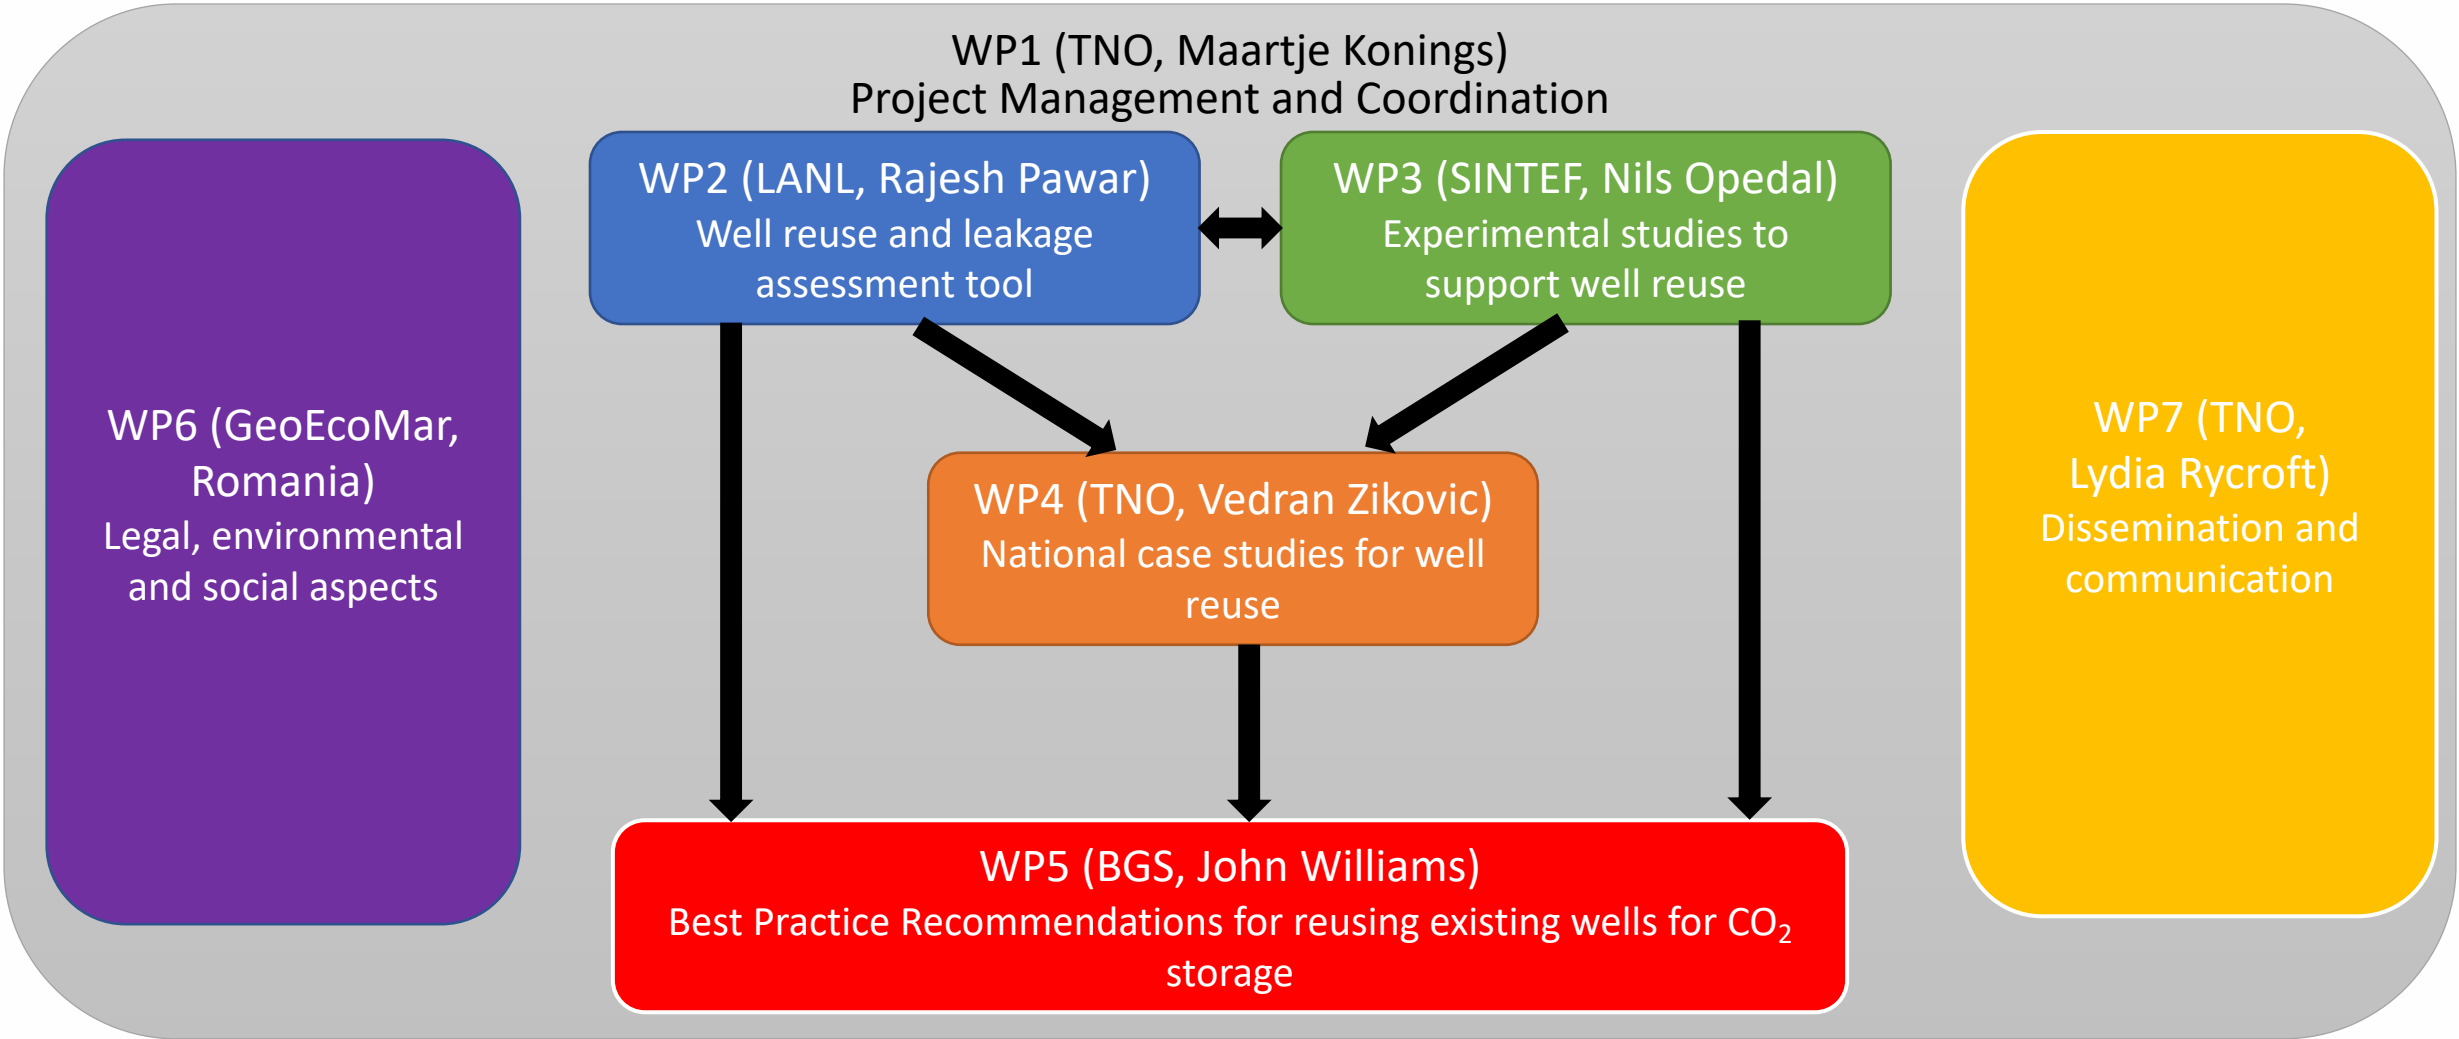 WP1 (TNO, Maartje Konings)
Project Management and Coordination
WP2 (LANL, Rajesh Pawar)
Well reuse and leakage
assessment tool
WP3 (SINTEF, Nils Opedal)
Experimental studies to
support well reuse
WP6 (GeoEcoMar,
Romania)
Legal, environmental
and social aspects
WP4 (TNO, Vedran Zikovic)
National case studies for well
reuse
WP7 (TNO,
Lydia Rycroft)
Dissemination and
communication
WP5 (BGS, John Williams)
Best Practice Recommendations for reusing existing wells for CO₂
storage